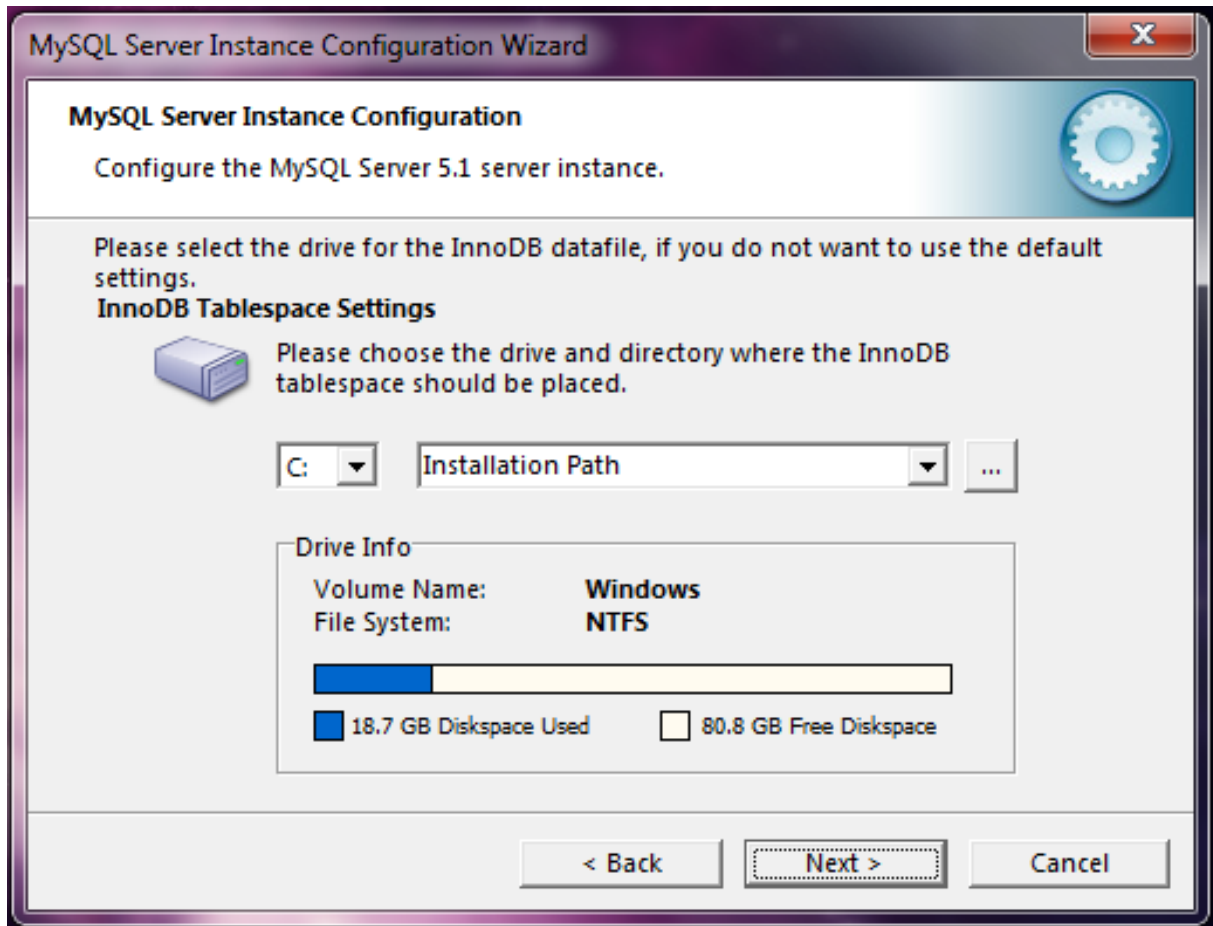 MySQL Server Instance Configuration Wizard
MySQL Server Instance Configuration
Configure the MySQL Server 5.1 server instance.
Please select the drive for the InnoDB datafile, if you do not want to use the default
settings.
InnoDB Tablespace Settings
Please choose the drive and directory where the InnoDB
tablespace should be placed.
C: Installation Path ...
Drive Info
Volume Name: Windows
File System: NTFS
18.7 GB Diskspace Used 80.8 GB Free Diskspace
< Back Next > Cancel